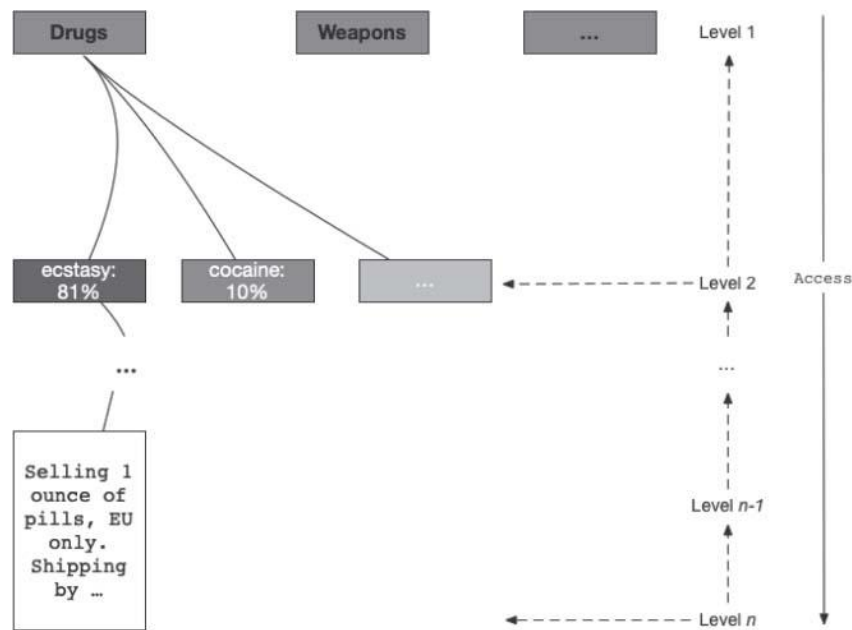 Drugs
Weapons
...
Level 1
ecstasy:
81%
cocaine:
10%
...
Level 2
Access
...
...
Selling 1
ounce of
pills, EU
only.
Shipping
by …
Level n-1
Level n